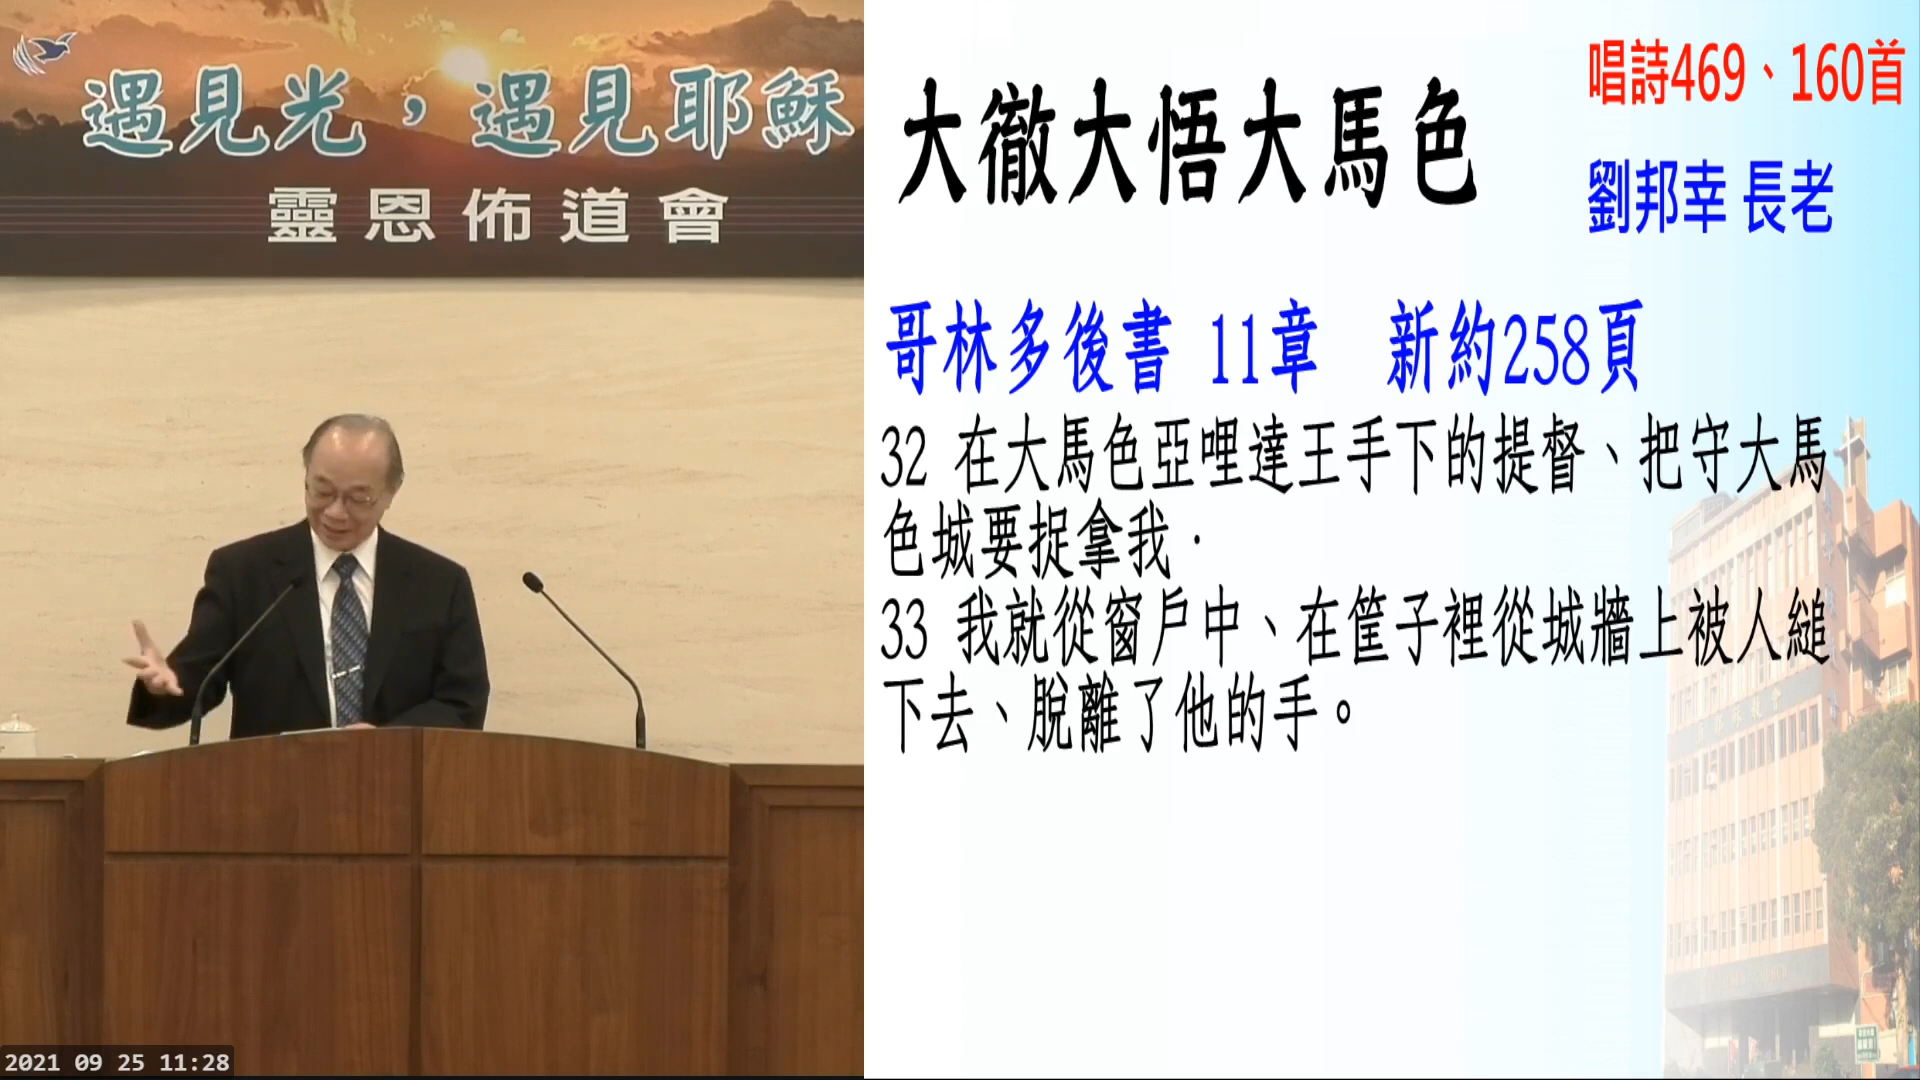 遇見光，遇見耶穌
靈恩佈道會
大徹大悟大馬色
唱詩469、160首
劉邦幸 長老
哥林多後書 11章　新約258頁
32 在大馬色亞哩達王手下的提督、把守大馬
色城要捉拿我．
33 我就從窗戶中、在筐子裡從城牆上被人縋
下去、脫離了他的手。
2021 09 25 11:28